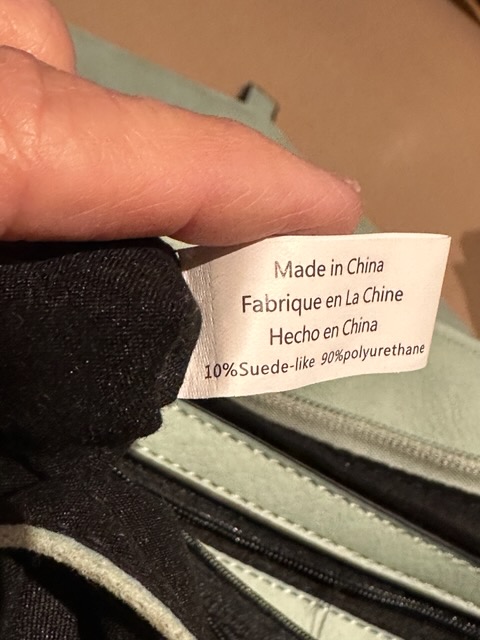 Made in China
Fabrique en La Chine
Hecho en China
10%Suede-like 90%polyurethane